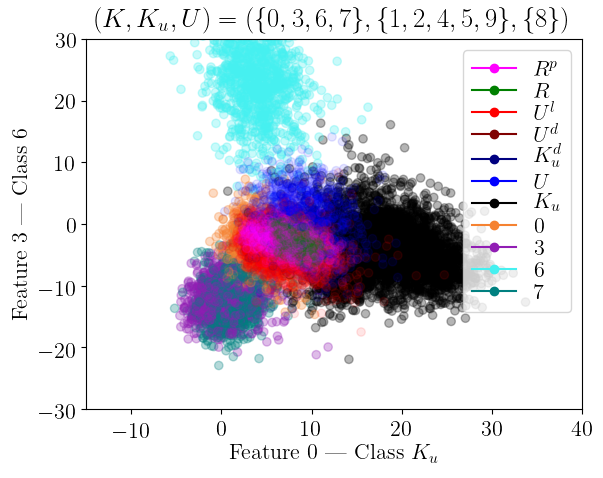 (K, K_u, U) = ({0, 3, 6, 7}, {1, 2, 4, 5, 9}, {8})
30
20
10
0
−10
−20
−30
Feature 3 — Class 6
R^p
R
U^l
U^d
K_u^d
U
K_u
0
3
6
7
−10
0
10
20
30
40
Feature 0 — Class K_u